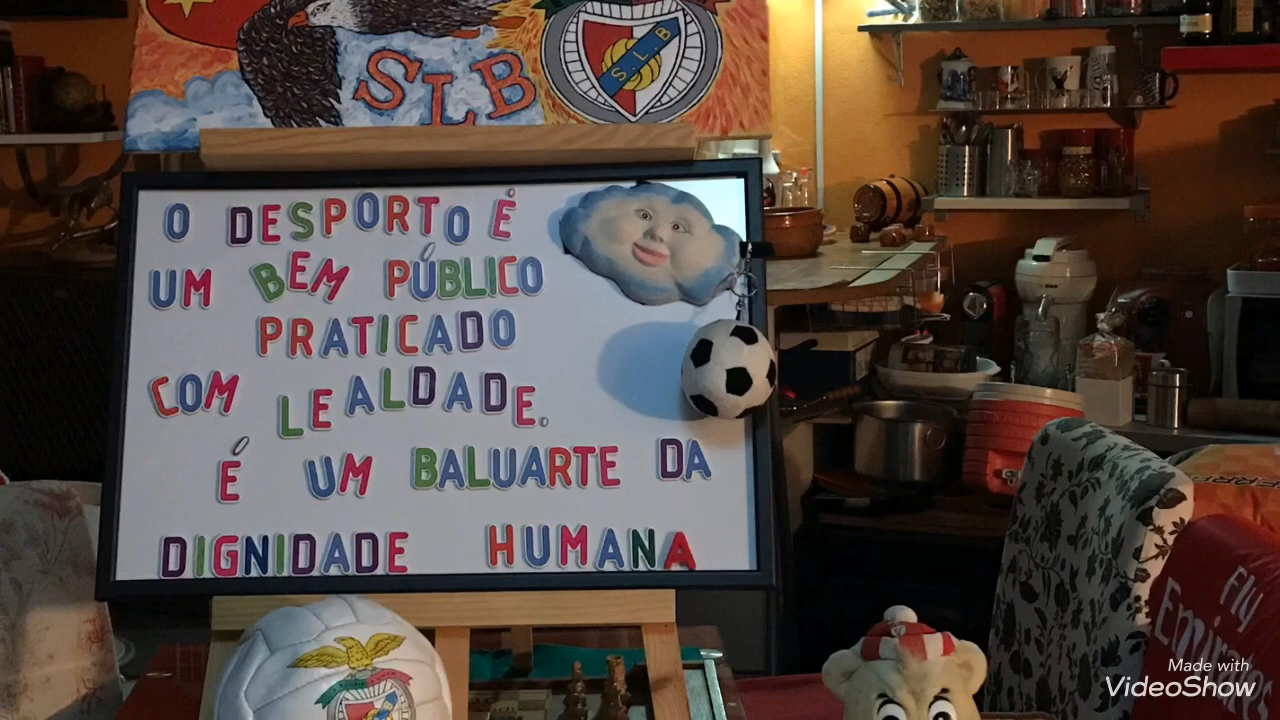 SLB
S.L.B
O DESPORTO É
UM BEM PÚBLICO
PRATICADO
COM LEALDADE.
É UM BALUARTE DA
DIGNIDADE HUMANA
Fly
Emirates
Made with
VideoShow